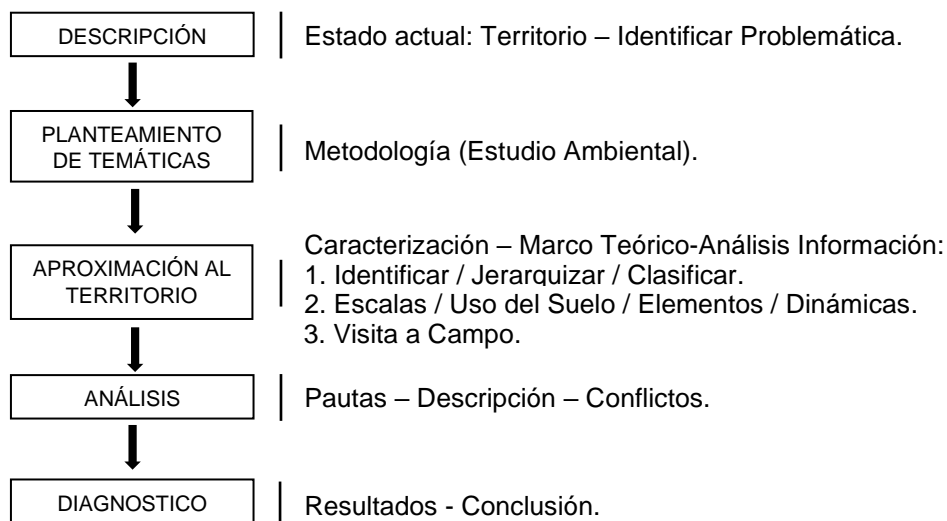 DESCRIPCIÓN
Estado actual: Territorio – Identificar Problemática.
PLANTEAMIENTO
DE TEMÁTICAS
Metodología (Estudio Ambiental).
APROXIMACIÓN AL
TERRITORIO
Caracterización – Marco Teórico-Análisis Información:
1. Identificar / Jerarquizar / Clasificar.
2. Escalas / Uso del Suelo / Elementos / Dinámicas.
3. Visita a Campo.
ANÁLISIS
Pautas – Descripción – Conflictos.
DIAGNOSTICO
Resultados - Conclusión.